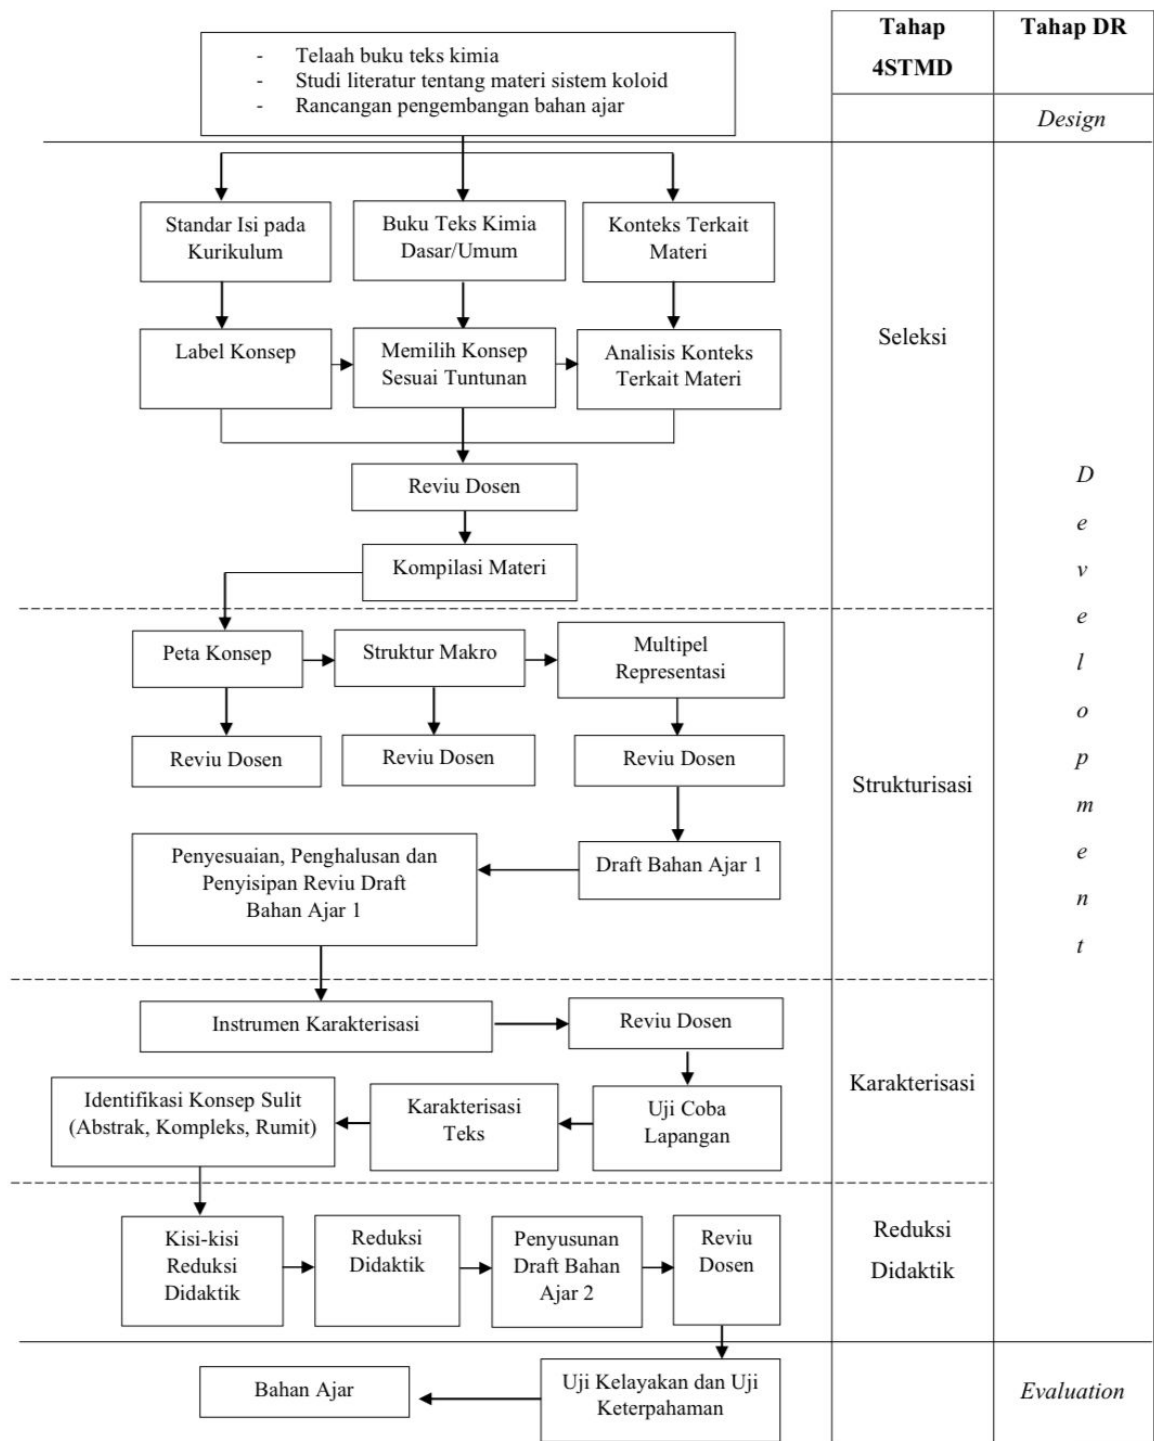 Tahap
4STMD
Tahap DR
- Telaah buku teks kimia
- Studi literatur tentang materi sistem koloid
- Rancangan pengembangan bahan ajar
Design
Standar Isi pada
Kurikulum
Buku Teks Kimia
Dasar/Umum
Konteks Terkait
Materi
Label Konsep
Memilih Konsep
Sesuai Tuntunan
Analisis Konteks
Terkait Materi
Seleksi
Reviu Dosen
Kompilasi Materi
D
e
v
e
l
o
p
m
e
n
t
Peta Konsep
Struktur Makro
Multipel
Representasi
Reviu Dosen
Reviu Dosen
Reviu Dosen
Strukturisasi
Draft Bahan Ajar 1
Penyesuaian, Penghalusan dan
Penyisipan Reviu Draft
Bahan Ajar 1
Instrumen Karakterisasi
Reviu Dosen
Karakterisasi
Uji Coba
Lapangan
Karakterisasi
Teks
Identifikasi Konsep Sulit
(Abstrak, Kompleks, Rumit)
Kisi-kisi
Reduksi
Didaktik
Reduksi
Didaktik
Penyusunan
Draft Bahan
Ajar 2
Reviu
Dosen
Reduksi
Didaktik
Uji Kelayakan dan Uji
Keterpahaman
Bahan Ajar
Evaluation